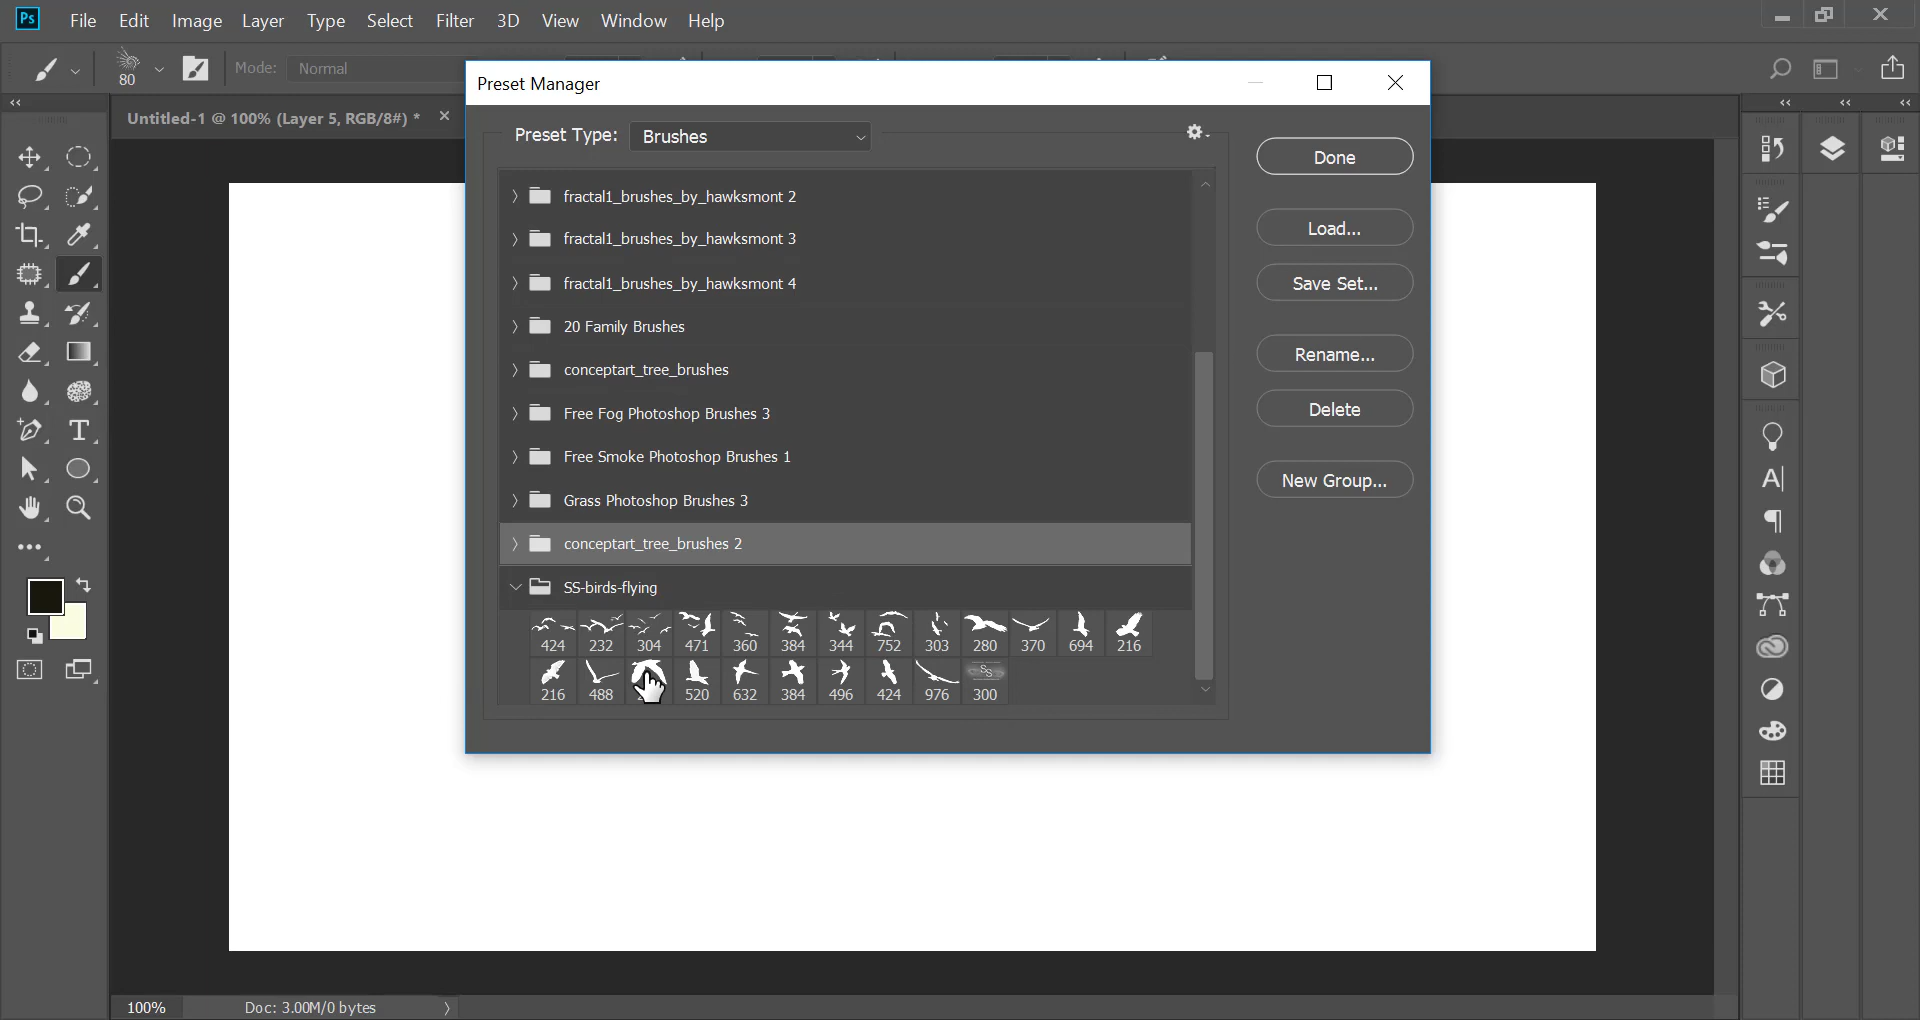 Ps File Edit Image Layer Type Select Filter 3D View Window Help
80 Mode: Normal
Preset Manager
Untitled-1 @ 100% (Layer 5, RGB/8#) *
Preset Type: Brushes
Done
fractal1_brushes_by_hawksmont 2
Load...
fractal1_brushes_by_hawksmont 3
Save Set...
fractal1_brushes_by_hawksmont 4
20 Family Brushes
Rename...
conceptart_tree_brushes
Delete
Free Fog Photoshop Brushes 3
Free Smoke Photoshop Brushes 1
New Group...
Grass Photoshop Brushes 3
conceptart_tree_brushes 2
SS-birds-flying
424 232 304 471 360 384 344 752 303 280 370 694 216
SS
216 488 520 632 384 496 424 976 300
100% Doc: 3.00M/0 bytes